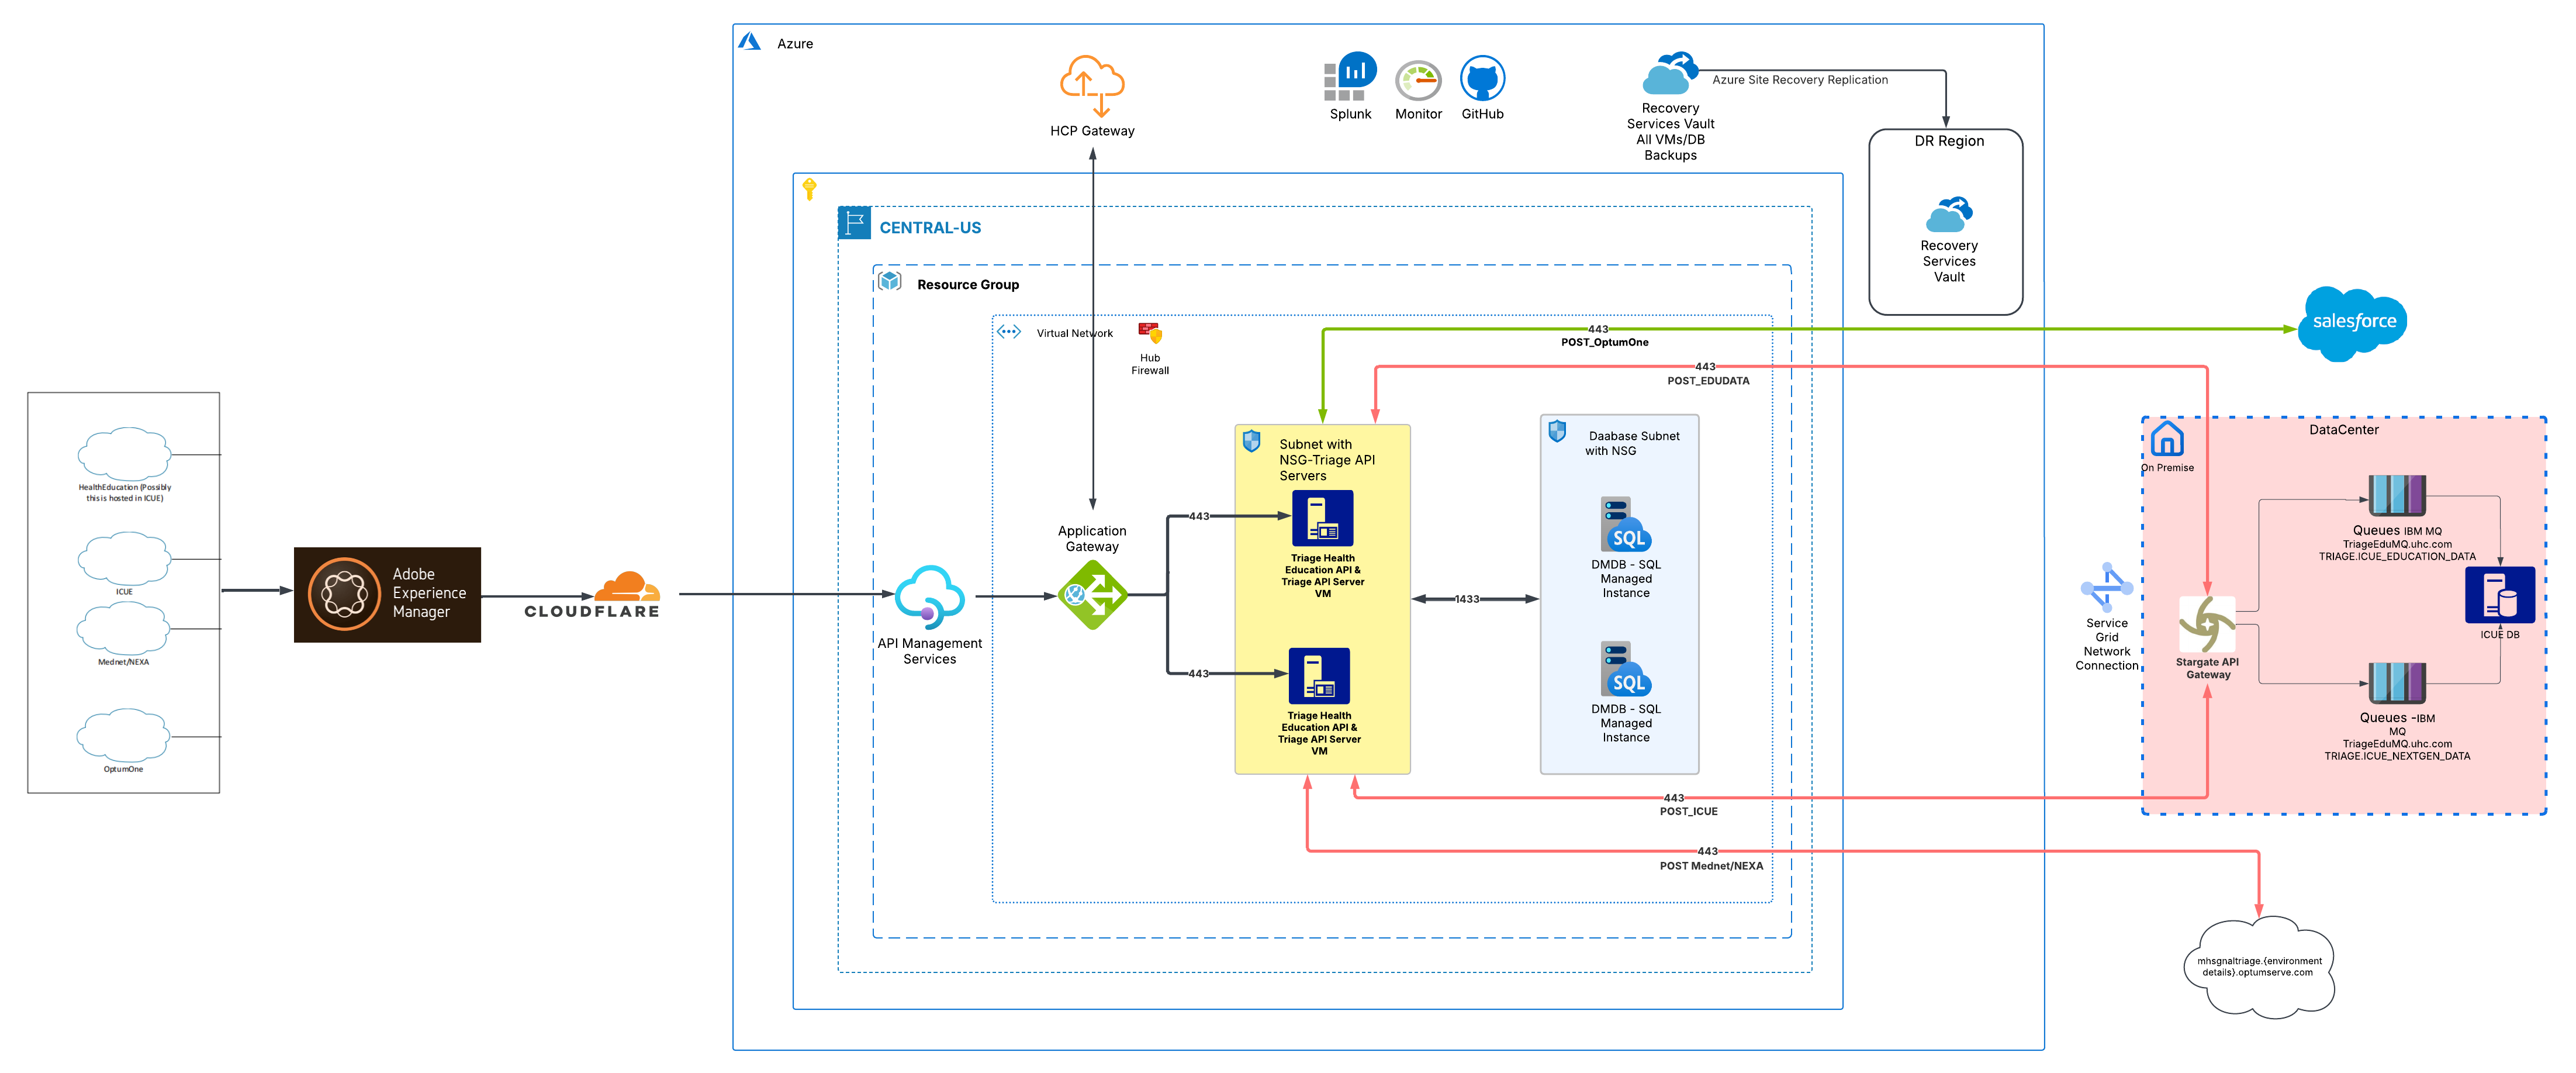 Azure
HCP Gateway
Splunk
Monitor
GitHub
Recovery
Services Vault
All VMs/DB
Backups
Azure Site Recovery Replication
DR Region
Recovery
Services
Vault
CENTRAL-US
Resource Group
Virtual Network
Hub
Firewall
443
POST_OptumOne
salesforce
443
POST_EDUDATA
HealthEducation (Possibly
this is hosted in ICUE)
ICUE
Mednet/NEXA
OptumOne
Adobe
Experience
Manager
CLOUDFLARE
API Management
Services
Application
Gateway
443
443
Subnet with
NSG-Triage API
Servers
Triage Health
Education API &
Triage API Server
VM
Triage Health
Education API &
Triage API Server
VM
1433
Daabase Subnet
with NSG
SQL
DMDB - SQL
Managed
Instance
SQL
DMDB - SQL
Managed
Instance
443
POST_ICUE
443
POST Mednet/NEXA
Service
Grid
Network
Connection
DataCenter
On Premise
Stargate API
Gateway
Queues IBM MQ
TriageEduMQ.uhc.com
TRIAGE.ICUE_EDUCATION_DATA
ICUE DB
Queues -IBM
MQ
TriageEduMQ.uhc.com
TRIAGE.ICUE_NEXTGEN_DATA
mhsgnaltriage.{environment
details}.optumserve.com